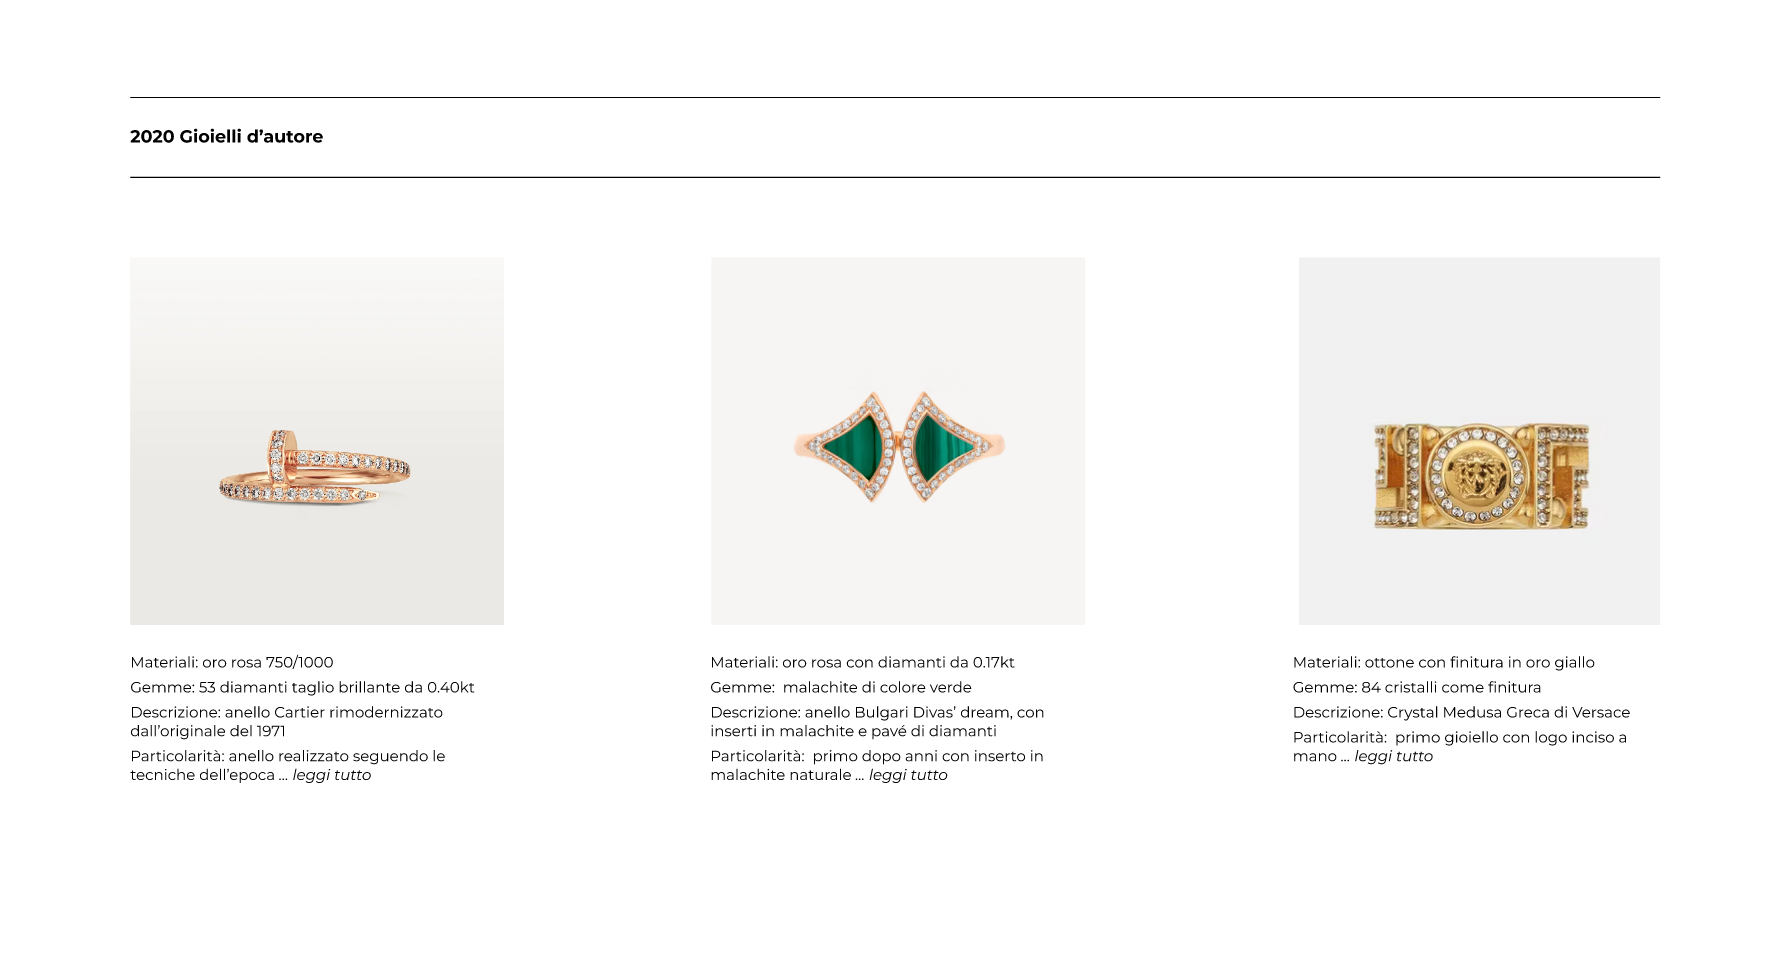 2020 Gioielli d’autore
Materiali: oro rosa 750/1000
Gemme: 53 diamanti taglio brillante da 0.40kt
Descrizione: anello Cartier rimodernizzato
dall’originale del 1971
Particolarità: anello realizzato seguendo le
tecniche dell’epoca ... leggi tutto
Materiali: oro rosa con diamanti da 0.17kt
Gemme:  malachite di colore verde
Descrizione: anello Bulgari Divas’ dream, con
inserti in malachite e pavé di diamanti
Particolarità:  primo dopo anni con inserto in
malachite naturale ... leggi tutto
Materiali: ottone con finitura in oro giallo
Gemme: 84 cristalli come finitura
Descrizione: Crystal Medusa Greca di Versace
Particolarità:  primo gioiello con logo inciso a
mano ... leggi tutto